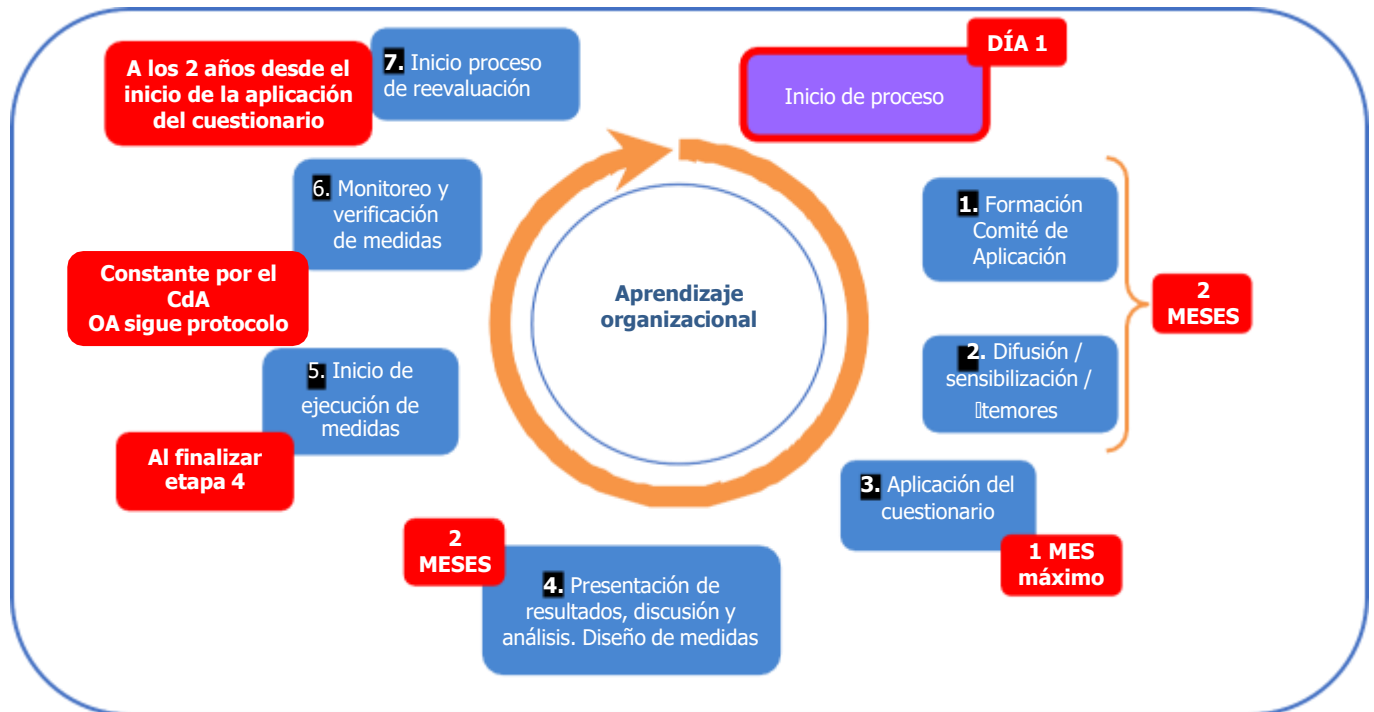 DÍA 1
Inicio de proceso
1. Formación
Comité de
Aplicación
2. Difusión /
sensibilización /
temores
2
MESES
3. Aplicación del
cuestionario
1 MES
máximo
4. Presentación de
resultados, discusión y
análisis. Diseño de medidas
2
MESES
5. Inicio de
ejecución de
medidas
Al finalizar
etapa 4
6. Monitoreo y
verificación
de medidas
Constante por el
CdA
OA sigue protocolo
7. Inicio proceso
de reevaluación
A los 2 años desde el
inicio de la aplicación
del cuestionario
Aprendizaje
organizacional